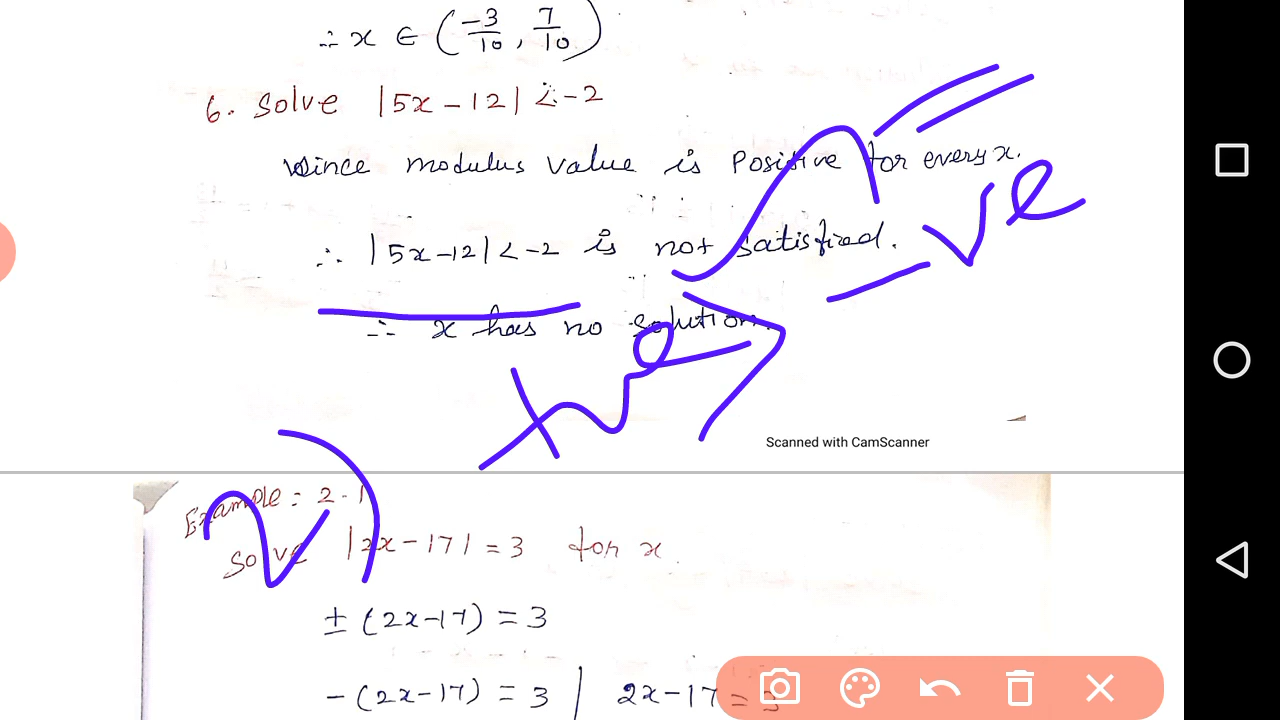 ∴ x ∈ (-3/10, 7/10)
6. Solve |5x-12| < -2
Since modulus value is Positive for every x.
∴ |5x-12| < -2 is not satisfied.
-ve
∴ x has no solution.
+ve
Scanned with CamScanner
Example: 2.1
Solve |2x-17| = 3 for x.
± (2x-17) = 3
-(2x-17) = 3 | 2x-17 = 3